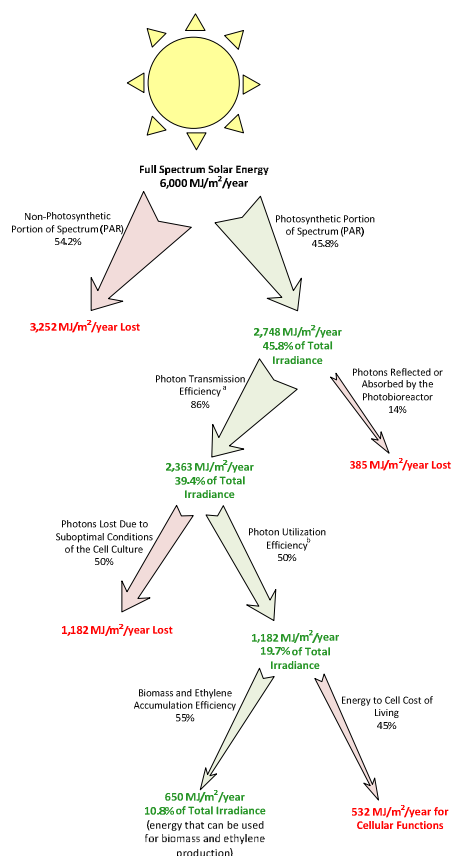 Full Spectrum Solar Energy
6,000 MJ/m²/year
Non-Photosynthetic
Portion of Spectrum (PAR)
54.2%
Photosynthetic Portion
of Spectrum (PAR)
45.8%
3,252 MJ/m²/year Lost
2,748 MJ/m²/year
45.8% of Total
Irradiance
Photon Transmission
Efficiency ᵃ
86%
Photons Reflected or
Absorbed by the
Photobioreactor
14%
2,363 MJ/m²/year
39.4% of Total
Irradiance
385 MJ/m²/year Lost
Photons Lost Due to
Suboptimal Conditions
of the Cell Culture
50%
Photon Utilization
Efficiencyᵇ
50%
1,182 MJ/m²/year Lost
1,182 MJ/m²/year
19.7% of Total
Irradiance
Biomass and Ethylene
Accumulation Efficiency
55%
Energy to Cell Cost of
Living
45%
650 MJ/m²/year
10.8% of Total Irradiance
(energy that can be used
for biomass and ethylene
production)
532 MJ/m²/year for
Cellular Functions